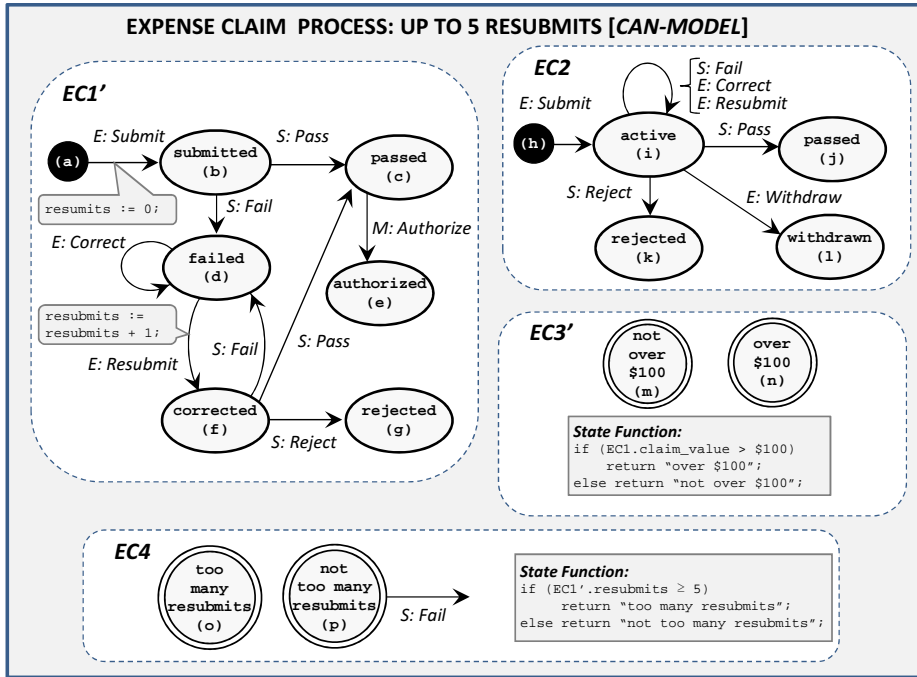 EXPENSE CLAIM PROCESS: UP TO 5 RESUBMITS [CAN-MODEL]
EC1’
(a)
E: Submit
submitted
(b)
S: Pass
passed
(c)
resumits := 0;
S: Fail
M: Authorize
E: Correct
failed
(d)
authorized
(e)
resubmits :=
resubmits + 1;
E: Resubmit
S: Fail
S: Pass
corrected
(f)
S: Reject
rejected
(g)
EC2
S: Fail
E: Correct
E: Resubmit
E: Submit
(h)
active
(i)
S: Pass
passed
(j)
S: Reject
E: Withdraw
rejected
(k)
withdrawn
(l)
EC3’
not
over
$100
(m)
over
$100
(n)
State Function:
if (EC1.claim_value > $100)
return “over $100”;
else return “not over $100”;
EC4
too
many
resubmits
(o)
not
too many
resubmits
(p)
S: Fail
State Function:
if (EC1'.resubmits ≥ 5)
return “too many resubmits”;
else return “not too many resubmits”;